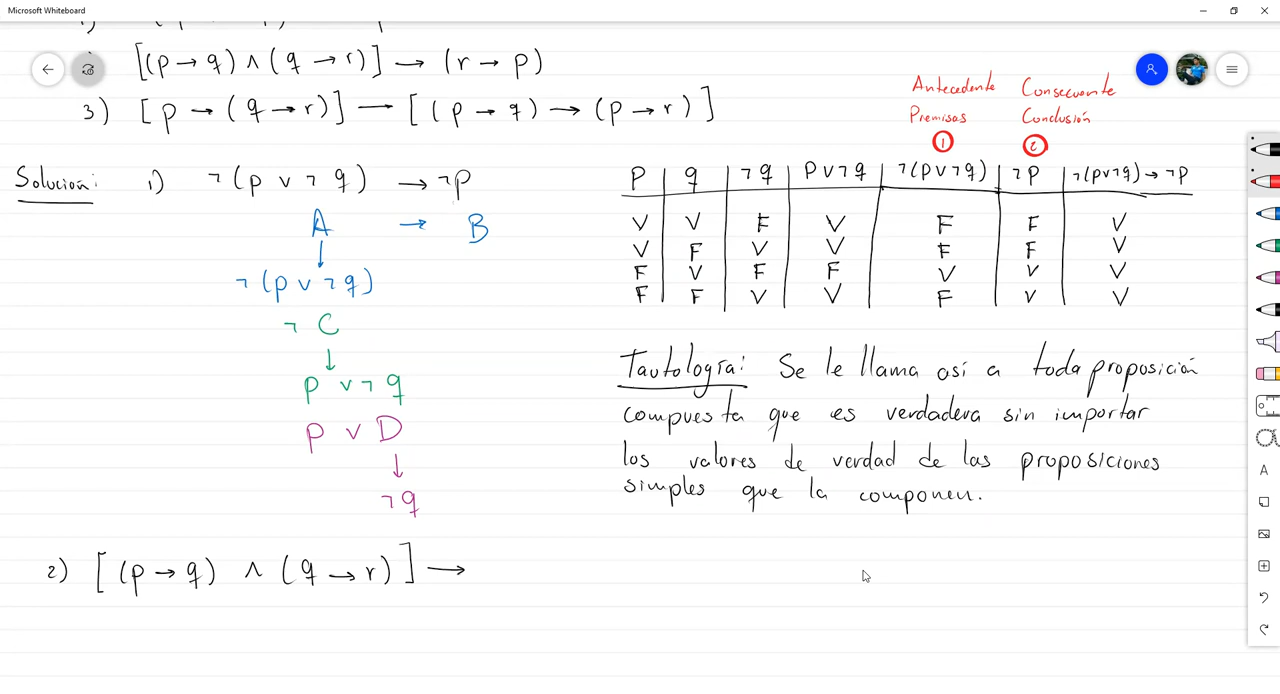 Microsoft Whiteboard
[(p → q) ∧ (q → r)] → (r → p)
3) [p → (q → r)] → [(p → q) → (p → r)]
Antecedente
Premisas
①
Consecuente
Conclusión
②
Solución: 1) ¬(p ∨ ¬q) → ¬p
A → B
↓
¬(p ∨ ¬q)
¬ C
↓
p ∨ ¬q
p ∨ D
↓
¬q
P | q | ¬q | P∨¬q | ¬(p∨¬q) | ¬P | ¬(p∨¬q) → ¬P
V | V | F | V | F | F | V
V | F | V | V | F | F | V
F | V | F | F | V | V | V
F | F | V | V | F | V | V
Tautología: Se le llama así a toda proposición
compuesta que es verdadera sin importar
los valores de verdad de las proposiciones
simples que la componen.
2) [(p → q) ∧ (q → r)] →
A